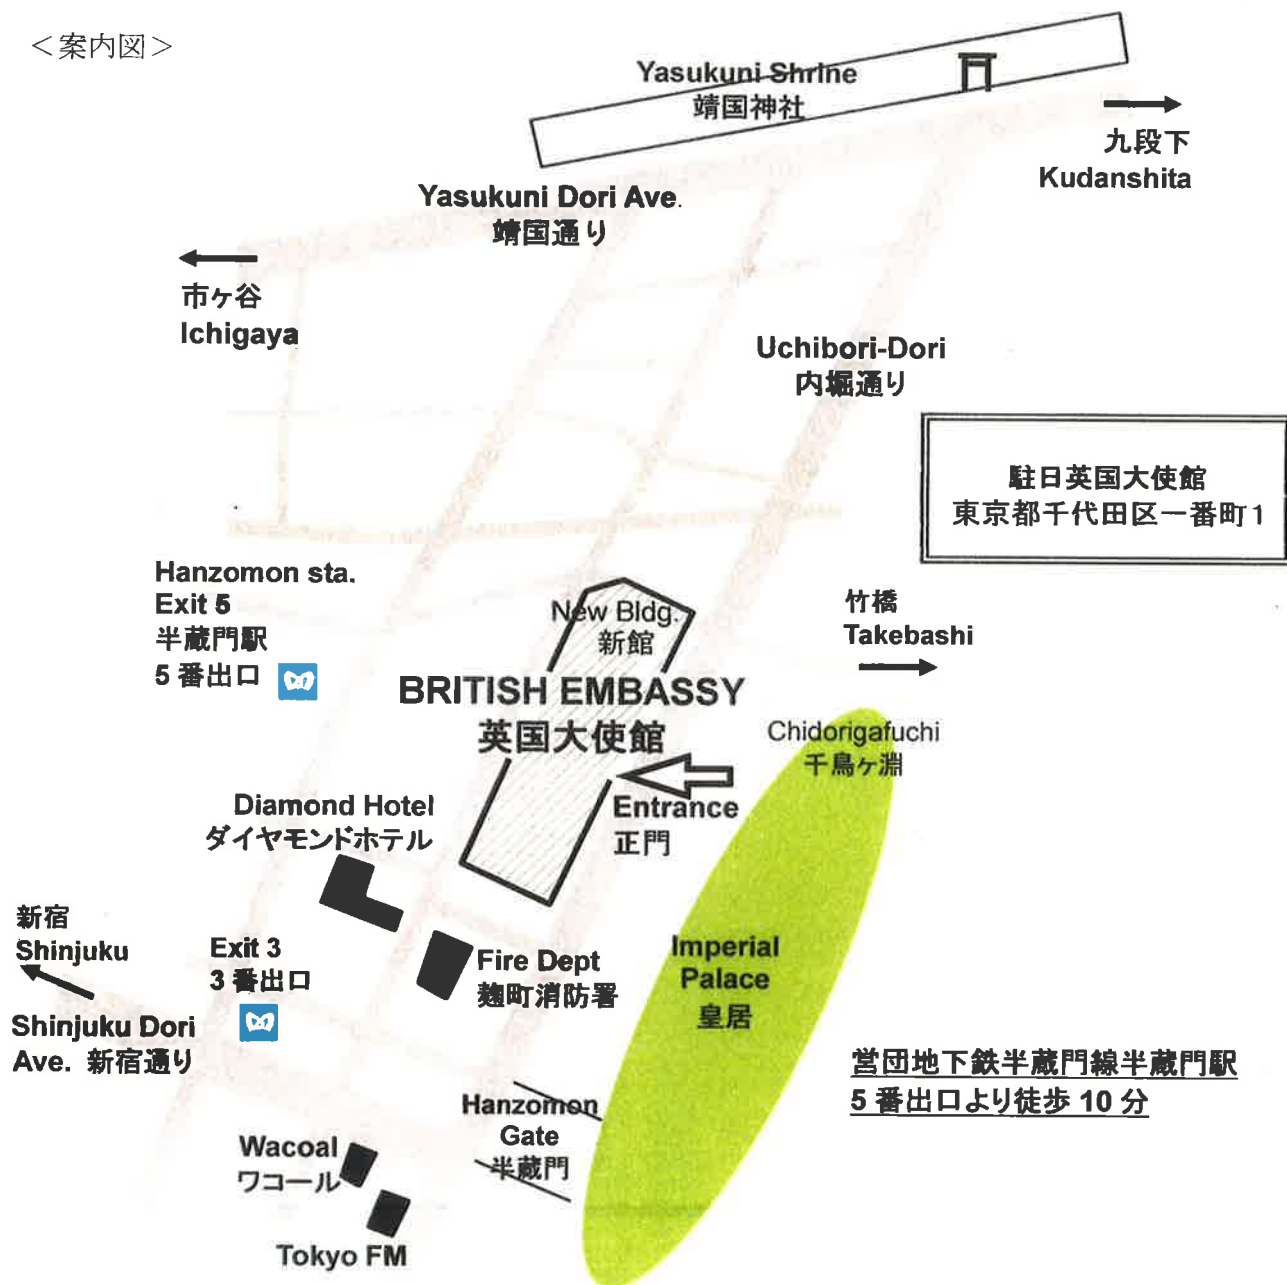 ＜案内図＞
Yasukuni Shrine
靖国神社
九段下
Kudanshita
Yasukuni Dori Ave.
靖国通り
市ヶ谷
Ichigaya
Uchibori-Dori
内堀通り
駐日英国大使館
東京都千代田区一番町1
Hanzomon sta.
Exit 5
半蔵門駅
5 番出口
New Bldg.
新館
竹橋
Takebashi
BRITISH EMBASSY
英国大使館
Chidorigafuchi
千鳥ヶ淵
Entrance
正門
Diamond Hotel
ダイヤモンドホテル
新宿
Shinjuku
Exit 3
3 番出口
Fire Dept
麹町消防署
Imperial
Palace
皇居
Shinjuku Dori
Ave. 新宿通り
営団地下鉄半蔵門線半蔵門駅
5 番出口より徒歩 10 分
Hanzomon
Gate
半蔵門
Wacoal
ワコール
Tokyo FM